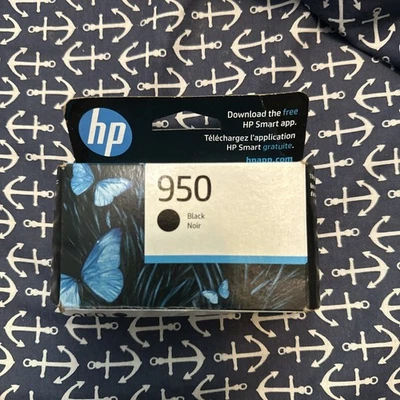 hp
Download the free
HP Smart app.
Téléchargez l'application
HP Smart gratuite.
hpapp.com
950
Black
Noir